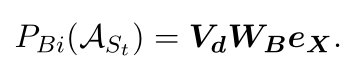 $P_{Bi}(\mathcal{A}_{S_t}) = \boldsymbol{V_d W_B e_X}.$